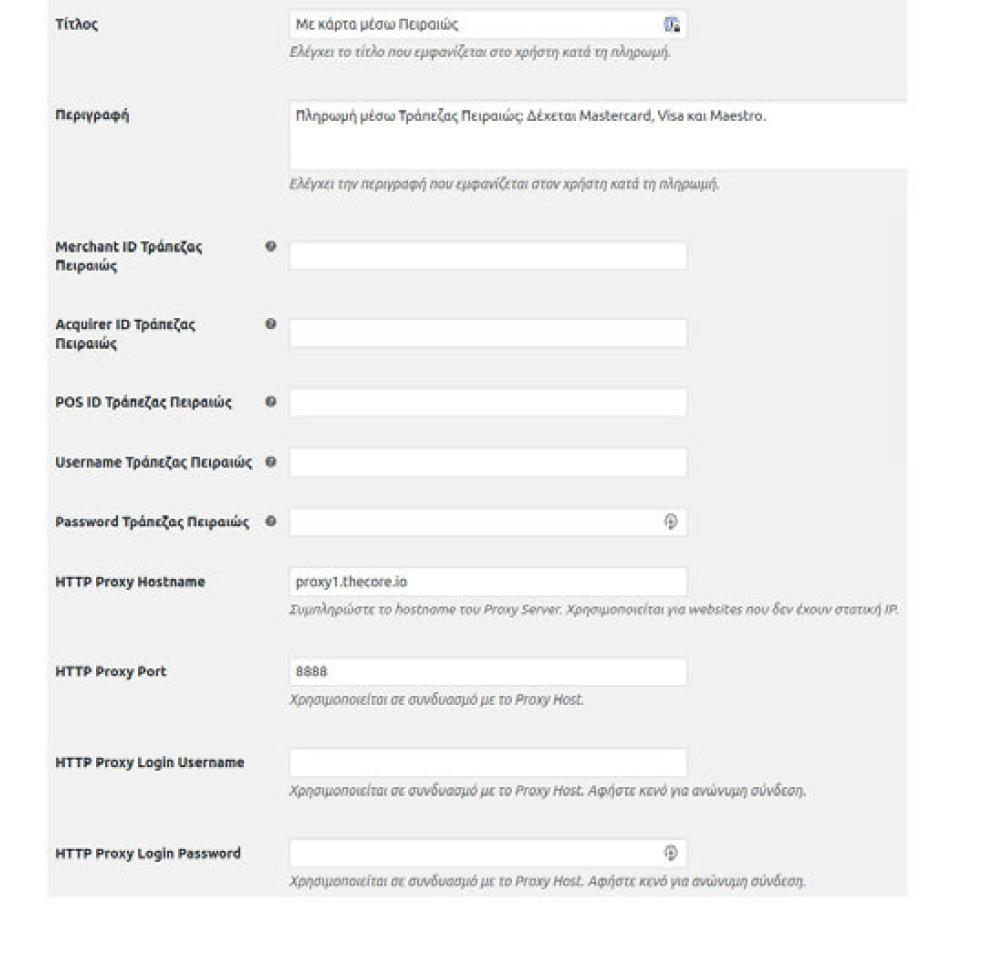 Τίτλος
Με κάρτα μέσω Πειραιώς
Ελέγχει το τίτλο που εμφανίζεται στο χρήστη κατά τη πληρωμή.
Περιγραφή
Πληρωμή μέσω Τράπεζας Πειραιώς: Δέχεται Mastercard, Visa και Maestro.
Ελέγχει την περιγραφή που εμφανίζεται στον χρήστη κατά τη πληρωμή.
Merchant ID Τράπεζας
Πειραιώς
Acquirer ID Τράπεζας
Πειραιώς
POS ID Τράπεζας Πειραιώς
Username Τράπεζας Πειραιώς
Password Τράπεζας Πειραιώς
HTTP Proxy Hostname
proxy1.thecore.io
Συμπληρώστε το hostname του Proxy Server. Χρησιμοποιείται για websites που δεν έχουν στατική IP.
HTTP Proxy Port
8888
Χρησιμοποιείται σε συνδυασμό με το Proxy Host.
HTTP Proxy Login Username
Χρησιμοποιείται σε συνδυασμό με το Proxy Host. Αφήστε κενό για ανώνυμη σύνδεση.
HTTP Proxy Login Password
Χρησιμοποιείται σε συνδυασμό με το Proxy Host. Αφήστε κενό για ανώνυμη σύνδεση.